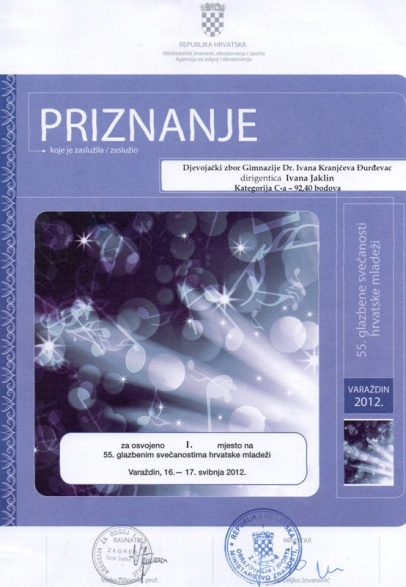 REPUBLIKA HRVATSKA
Ministarstvo znanosti, obrazovanja i sporta
Agencija za odgoj i obrazovanje
PRIZNANJE
koje je zaslužila / zaslužio
Djevojački zbor Gimnazije Dr. Ivana Kranjčeva Đurđevac
dirigentica Ivana Jaklin
Kategorija C-a – 92,40 bodova
55. glazbene svečanosti
hrvatske mladeži
VARAŽDIN
2012.
za osvojeno 1. mjesto na
55. glazbenim svečanostima hrvatske mladeži
Varaždin, 16.— 17. svibnja 2012.
RAVNATELJ
MINISTAR
ZAGREB
prof.
Željko Jovanović